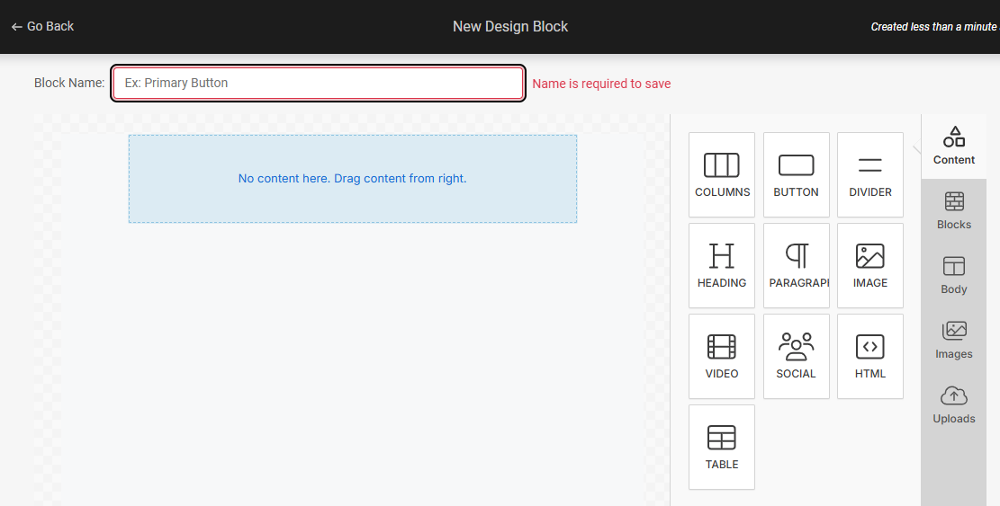 Go Back
New Design Block
Created less than a minute
Block Name:
Ex: Primary Button
Name is required to save
No content here. Drag content from right.
COLUMNS
BUTTON
DIVIDER
HEADING
PARAGRAPH
IMAGE
VIDEO
SOCIAL
HTML
TABLE
Content
Blocks
Body
Images
Uploads